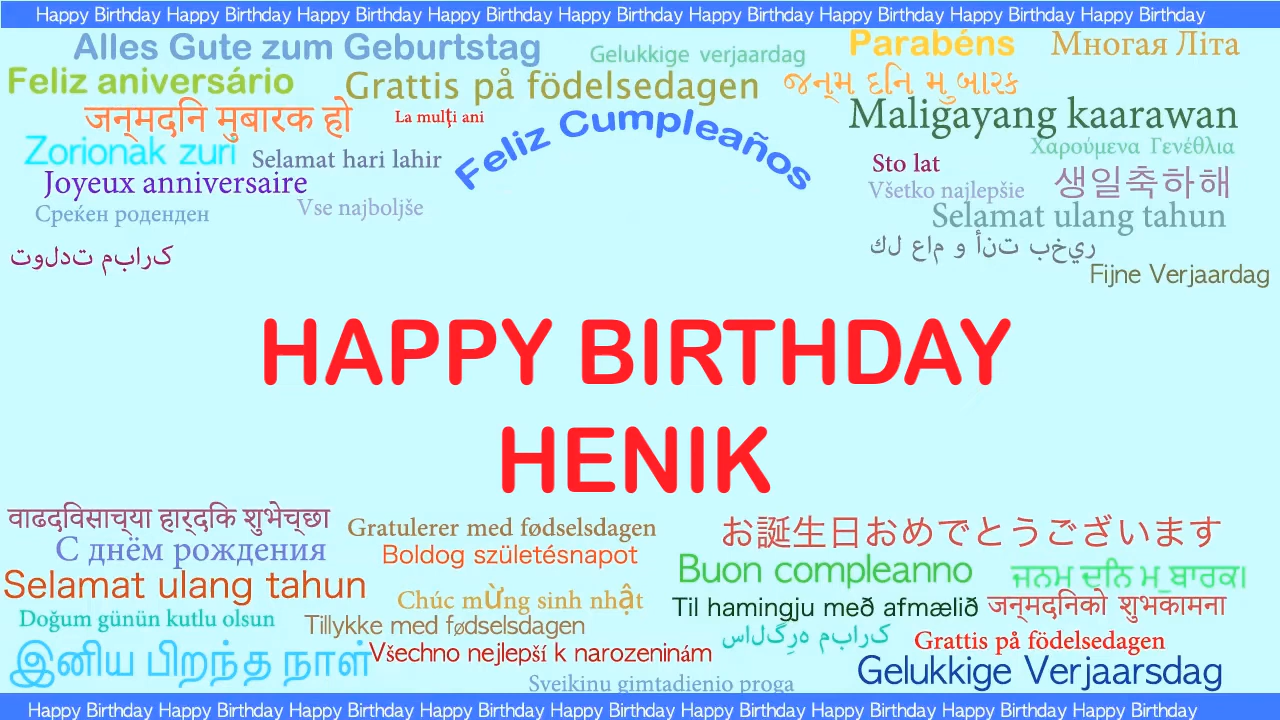 Happy Birthday Happy Birthday Happy Birthday Happy Birthday Happy Birthday Happy Birthday Happy Birthday Happy Birthday Happy Birthday
Alles Gute zum Geburtstag
Gelukkige verjaardag
Parabéns
Многая Літа
Feliz aniversário
Grattis på födelsedagen
જન્મ દિન મુબારક
जन्मदिन मुबारक हो
La mulţi ani
Feliz Cumpleaños
Maligayang kaarawan
Χαρούμενα Γενέθλια
Zorionak zuri
Selamat hari lahir
Sto lat
생일축하해
Joyeux anniversaire
Všetko najlepšie
Среќен роденден
Vse najboljše
Selamat ulang tahun
تولدت مبارک
كل عام و أنت بخير
Fijne Verjaardag
HAPPY BIRTHDAY
HENIK
वाढदिवसाच्या हार्दिक शुभेच्छा
Gratulerer med fødselsdagen
お誕生日おめでとうございます
С днём рождения
Boldog születésnapot
Buon compleanno
ਜਨਮ ਦਿਨ ਮੁਬਾਰਕ।
Selamat ulang tahun
Chúc mừng sinh nhật
Til hamingju með afmælið
जन्मदिनको शुभकामना
Doğum günün kutlu olsun
Tillykke med fødselsdagen
سالگرہ مبارک
Grattis på födelsedagen
இனிய பிறந்த நாள்
Všechno nejlepší k narozeninám
Gelukkige Verjaarsdag
Sveikinu gimtadienio proga
Happy Birthday Happy Birthday Happy Birthday Happy Birthday Happy Birthday Happy Birthday Happy Birthday Happy Birthday Happy Birthday